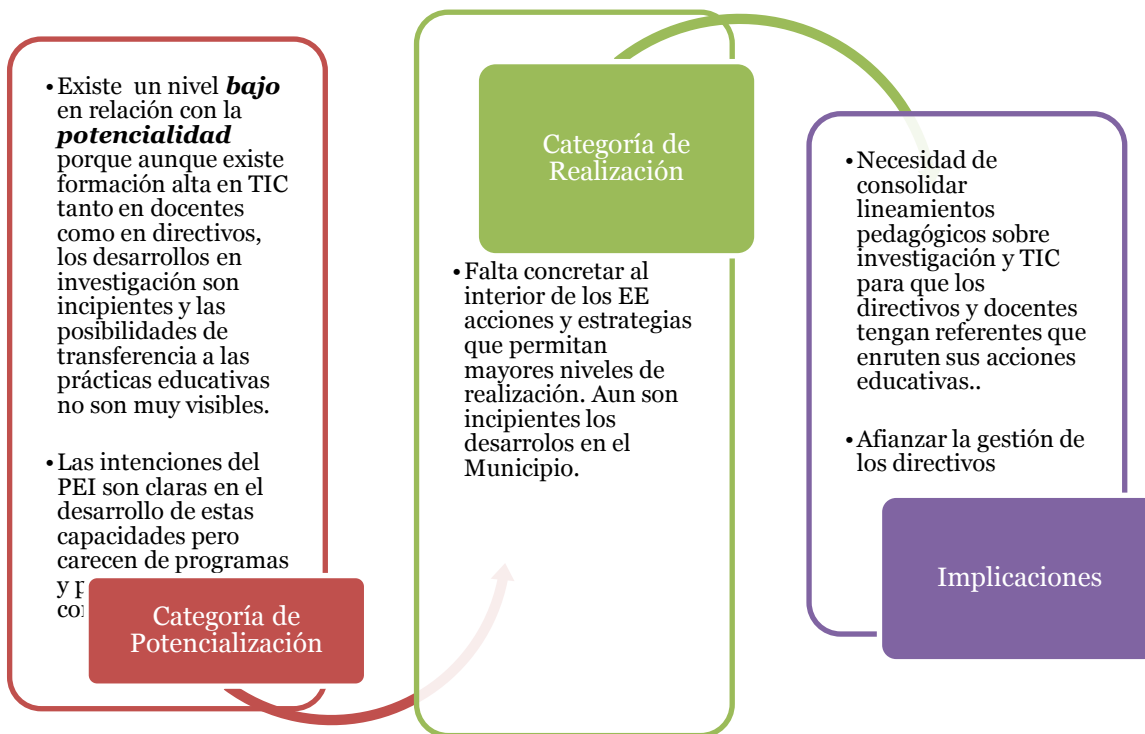 •Existe un nivel bajo
en relación con la
potencialidad
porque aunque existe
formación alta en TIC
tanto en docentes
como en directivos,
los desarrollos en
investigación son
incipientes y las
posibilidades de
transferencia a las
prácticas educativas
no son muy visibles.
•Las intenciones del
PEI son claras en el
desarrollo de estas
capacidades pero
carecen de programas
y
Categoría de
Potencialización
Categoría de
Realización
•Falta concretar al
interior de los EE
acciones y estrategias
que permitan
mayores niveles de
realización. Aun son
incipientes los
desarrolos en el
Municipio.
•Necesidad de
consolidar
lineamientos
pedagógicos sobre
investigación y TIC
para que los
directivos y docentes
tengan referentes que
enruten sus acciones
educativas..
•Afianzar la gestión de
los directivos
Implicaciones